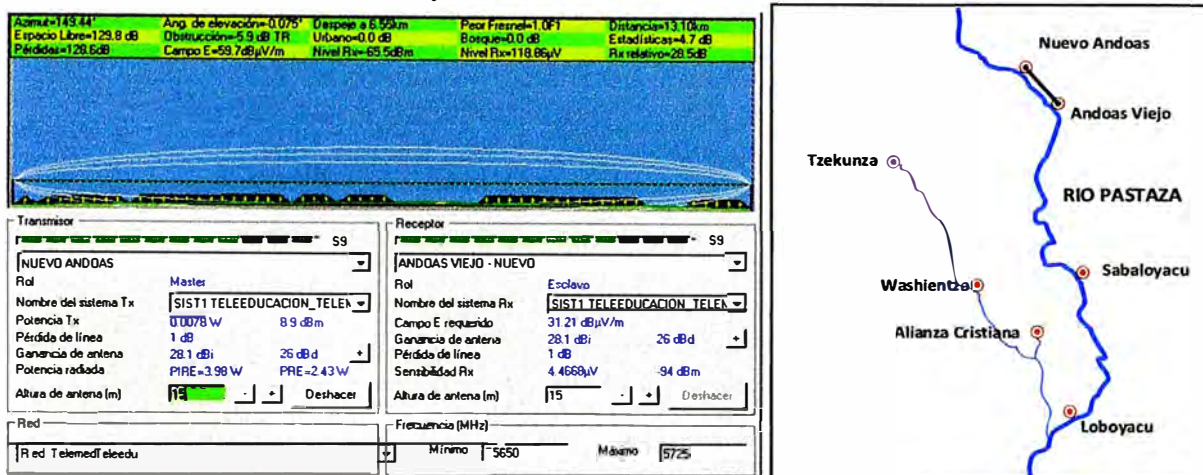 Azimut=149.44° Ang. de elevación=-0.075° Despeje a 6.55km Peor Fresnel=1.0F1 Distancia=13.10km
Espacio Libre=129.8 dB Obstrucción=-5.9 dB TR Urbano=0.0 dB Bosque=0.0 dB Estadísticas=4.7 dB
Pérdidas=128.6dB Campo E=59.7dBµV/m Nivel Rx=-65.5dBm Nivel Rx=118.86µV Rx relativo=28.5dB
Transmisor
S9
NUEVO ANDOAS
Rol Master
Nombre del sistema Tx SIST1 TELEEDUCACION_TELEM
Potencia Tx 0.0078 W 8.9 dBm
Pérdida de línea 1 dB
Ganancia de antena 28.1 dBi 26 dBd +
Potencia radiada PIRE=3.98 W PRE=2.43 W
Altura de antena (m) 15 - + Deshacer
Red
Red TelemedTeleedu
Receptor
S9
ANDOAS VIEJO - NUEVO
Rol Esclavo
Nombre del sistema Rx SIST1 TELEEDUCACION_TELEM
Campo E requerido 31.21 dBµV/m
Ganancia de antena 28.1 dBi 26 dBd +
Pérdida de línea 1 dB
Sensibilidad Rx 4.4668µV -94 dBm
Altura de antena (m) 15 - + Deshacer
Frecuencia (MHz)
Mínimo 5650 Máximo 5725
Nuevo Andoas
Andoas Viejo
Tzekunza
RIO PASTAZA
Sabaloyacu
Washientza
Alianza Cristiana
Loboyacu